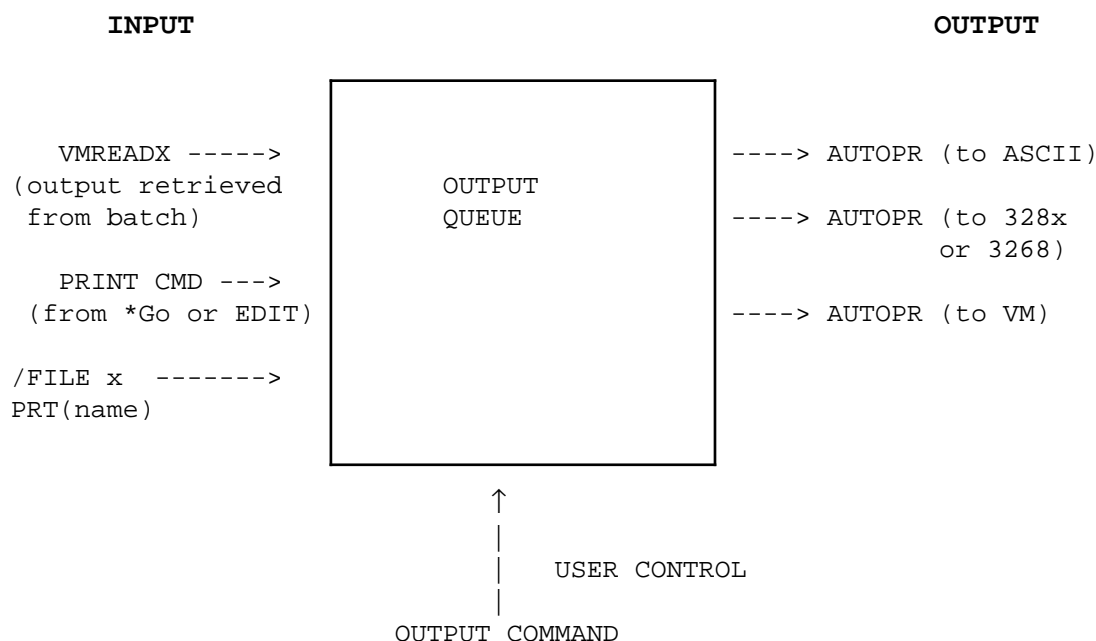 INPUT OUTPUT
VMREADX -----> ----> AUTOPR (to ASCII)
(output retrieved OUTPUT
from batch) QUEUE ----> AUTOPR (to 328x
or 3268)
PRINT CMD --->
(from *Go or EDIT) ----> AUTOPR (to VM)
/FILE x ------->
PRT(name)
USER CONTROL
OUTPUT COMMAND